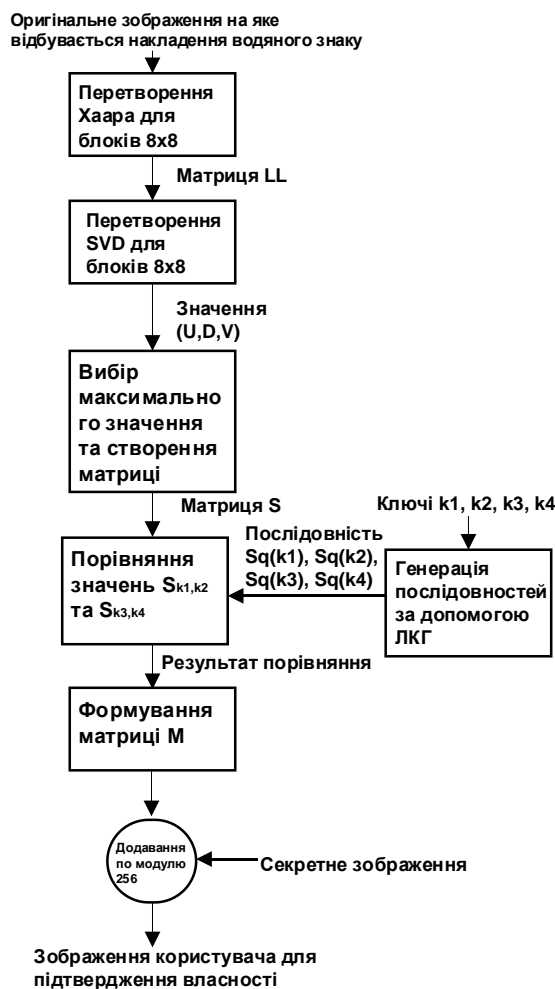 Оригінальне зображення на яке
відбувається накладення водяного знаку
Перетворення
Хаара для
блоків 8х8
Матриця LL
Перетворення
SVD для
блоків 8х8
Значення
(U,D,V)
Вибір
максимально
го значення
та створення
матриці
Матриця S
Ключі k1, k2, k3, k4
Послідовність
Sq(k1), Sq(k2),
Sq(k3), Sq(k4)
Порівняння
значень Sk1,k2
та Sk3,k4
Генерація
послідовностей
за допомогою
ЛКГ
Результат порівняння
Формування
матриці M
Додавання
по модулю
256
Секретне зображення
Зображення користувача для
підтвердження власності